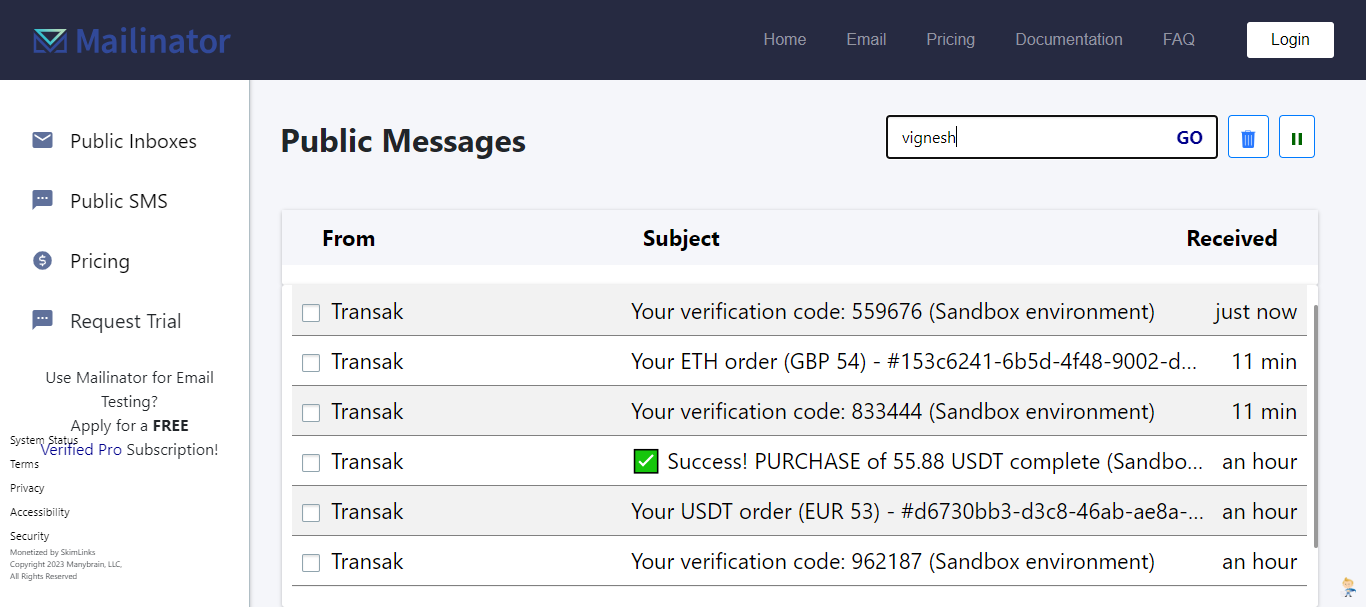 Mailinator
Home Email Pricing Documentation FAQ Login
Public Inboxes
Public SMS
Pricing
Request Trial
Use Mailinator for Email
Testing?
Apply for a FREE
Verified Pro Subscription!
System Status
Terms
Privacy
Accessibility
Security
Monetized by SkimLinks
Copyright 2023 Manybrain, LLC,
All Rights Reserved
Public Messages
vignesh GO
From Subject Received
Transak Your verification code: 559676 (Sandbox environment) just now
Transak Your ETH order (GBP 54) - #153c6241-6b5d-4f48-9002-d... 11 min
Transak Your verification code: 833444 (Sandbox environment) 11 min
Transak ✅ Success! PURCHASE of 55.88 USDT complete (Sandbo... an hour
Transak Your USDT order (EUR 53) - #d6730bb3-d3c8-46ab-ae8a-... an hour
Transak Your verification code: 962187 (Sandbox environment) an hour